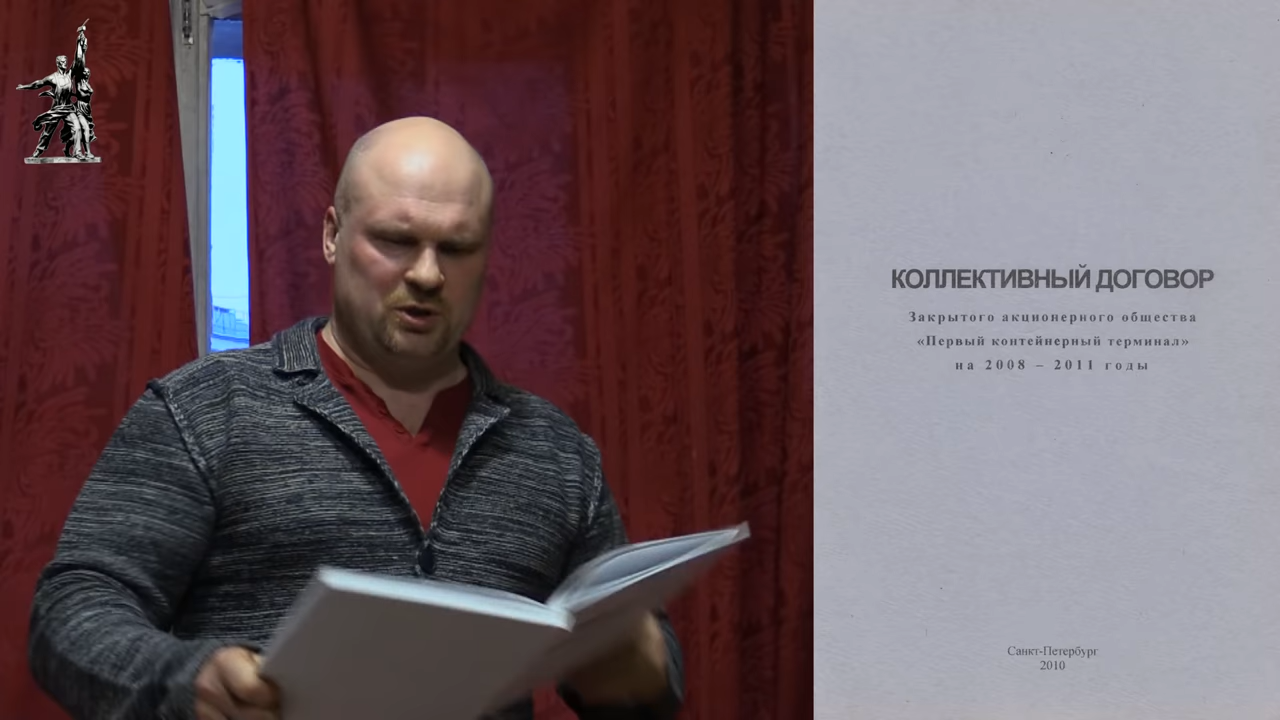 КОЛЛЕКТИВНЫЙ ДОГОВОР
Закрытого акционерного общества
«Первый контейнерный терминал»
на 2008 – 2011 годы
Санкт-Петербург
2010